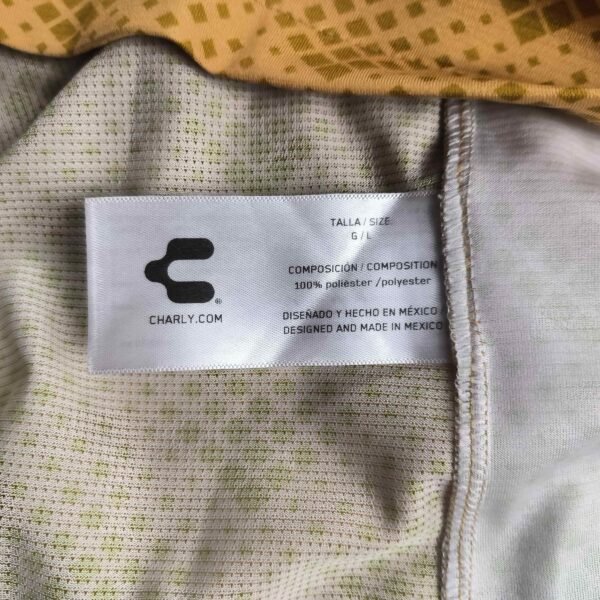 TALLA / SIZE
G / L
COMPOSICIÓN / COMPOSITION
100% poliéster /polyester
DISEÑADO Y HECHO EN MÉXICO
DESIGNED AND MADE IN MEXICO
®
CHARLY.COM